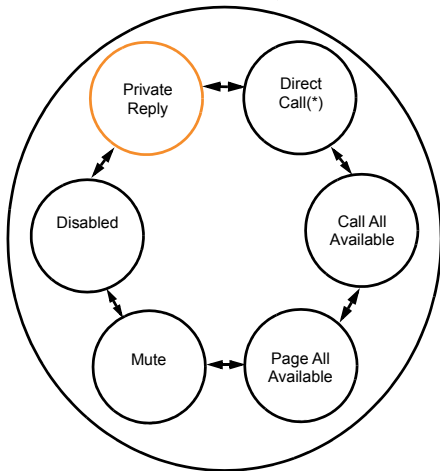 Private
Reply
Direct
Call(*)
Disabled
Call All
Available
Mute
Page All
Available